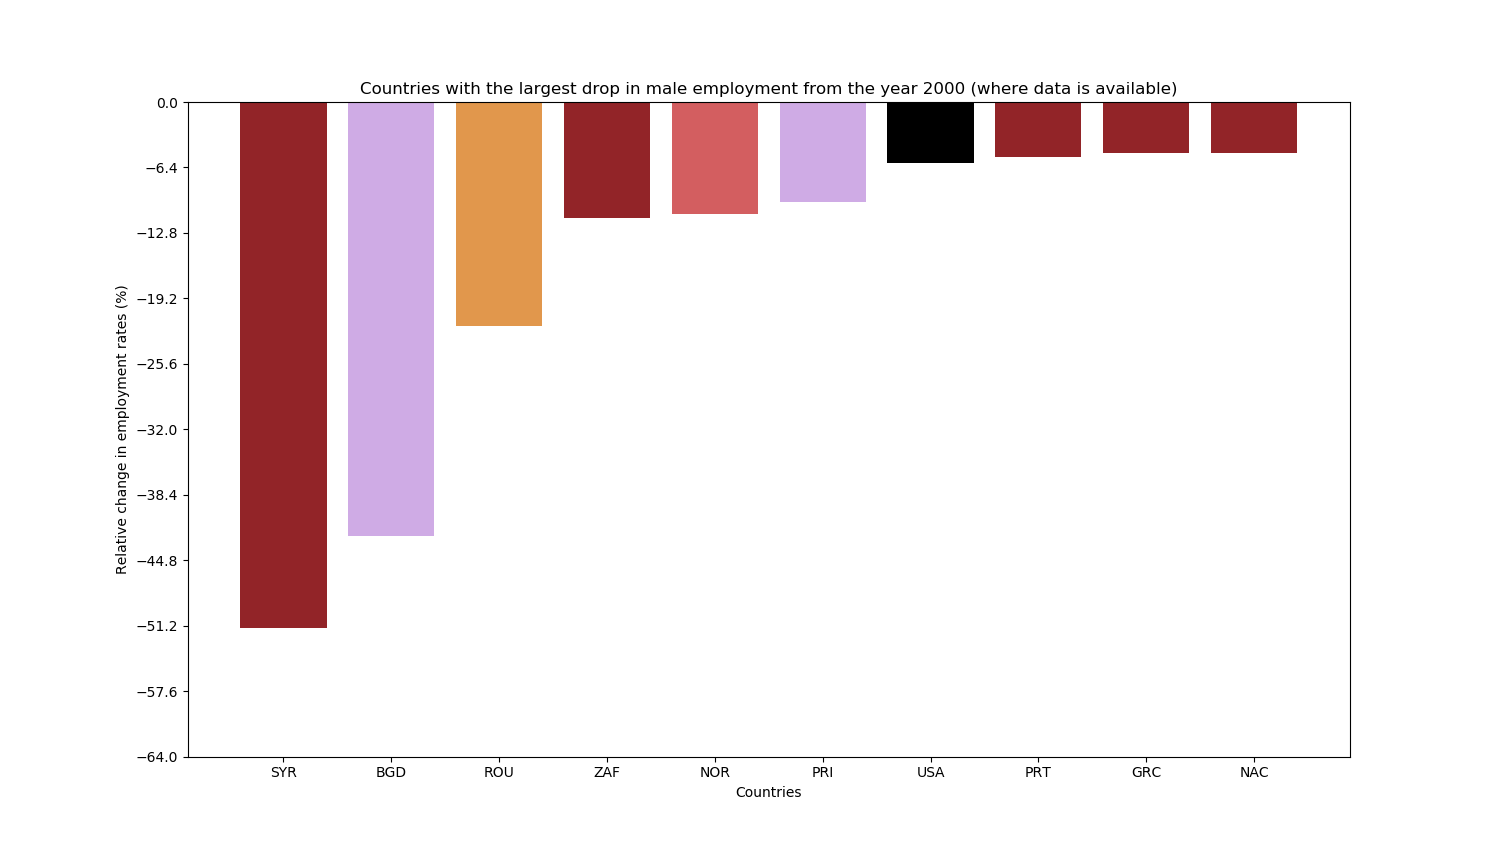 Countries with the largest drop in male employment from the year 2000 (where data is available)
Relative change in employment rates (%)
0.0
−6.4
−12.8
−19.2
−25.6
−32.0
−38.4
−44.8
−51.2
−57.6
−64.0
SYR BGD ROU ZAF NOR PRI USA PRT GRC NAC
Countries